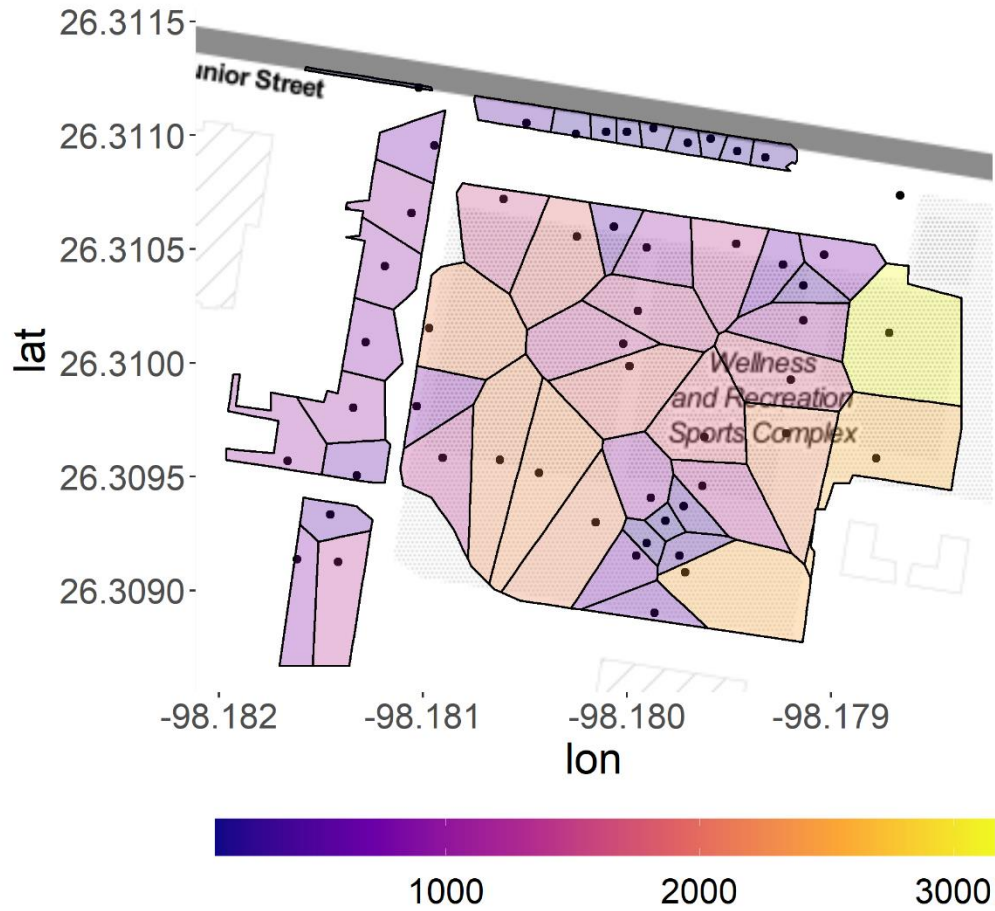 26.3115
unior Street
26.3110
26.3105
26.3100
lat
Wellness
and Recreation
Sports Complex
26.3095
26.3090
-98.182 -98.181 -98.180 -98.179
lon
1000 2000 3000